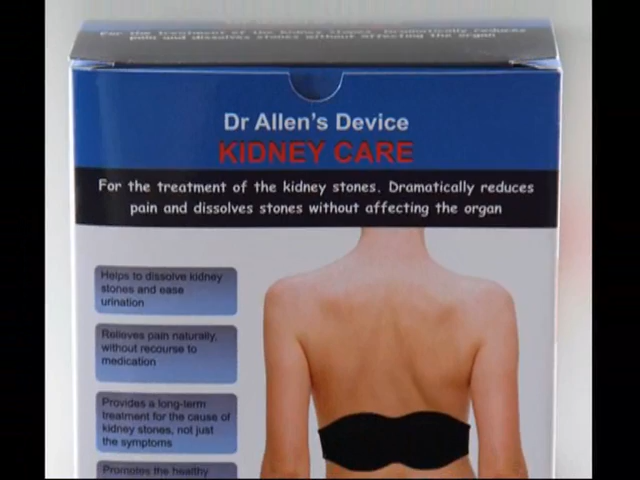 For the treatment of the kidney stones. Dramatically reduces
pain and dissolves stones without affecting the organ
Dr Allen's Device
KIDNEY CARE
For the treatment of the kidney stones. Dramatically reduces
pain and dissolves stones without affecting the organ
Helps to dissolve kidney
stones and ease
urination
Relieves pain naturally,
without recourse to
medication
Provides a long-term
treatment for the cause of
kidney stones, not just
the symptoms
Promotes the healthy